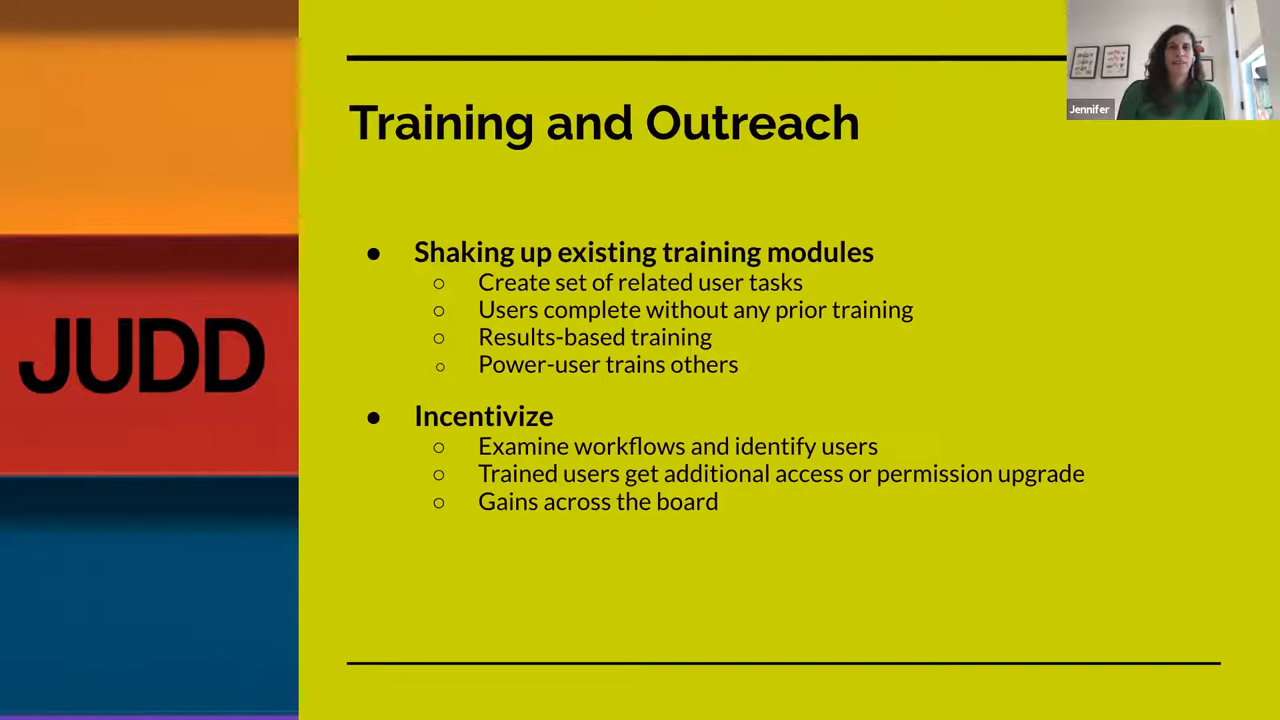 Training and Outreach
Jennifer
JUDD
● Shaking up existing training modules
○ Create set of related user tasks
○ Users complete without any prior training
○ Results-based training
○ Power-user trains others
● Incentivize
○ Examine workflows and identify users
○ Trained users get additional access or permission upgrade
○ Gains across the board